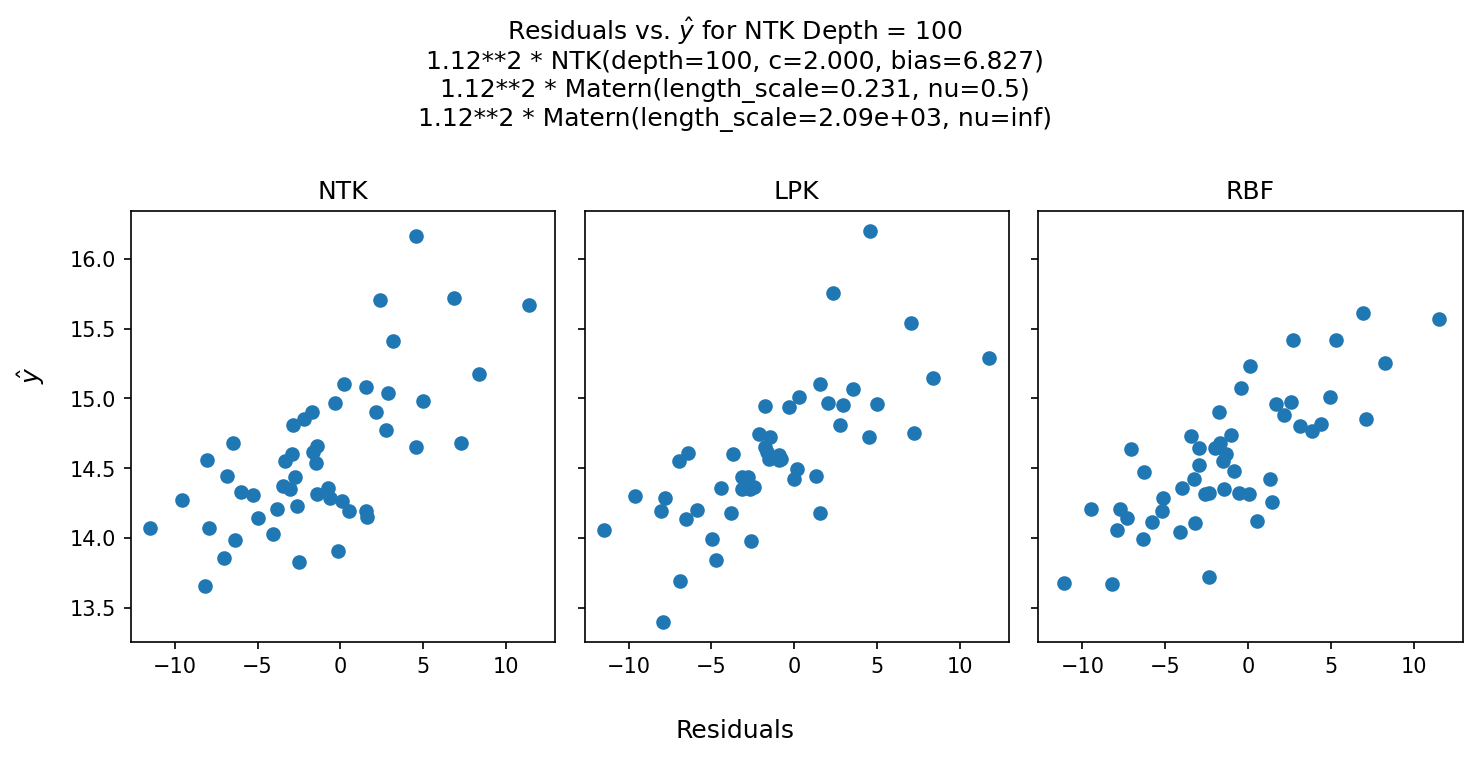 Residuals vs. ŷ for NTK Depth = 100
1.12**2 * NTK(depth=100, c=2.000, bias=6.827)
1.12**2 * Matern(length_scale=0.231, nu=0.5)
1.12**2 * Matern(length_scale=2.09e+03, nu=inf)
NTK LPK RBF
16.0
15.5
15.0
14.5
14.0
13.5
ŷ
−10 −5 0 5 10 −10 −5 0 5 10 −10 −5 0 5 10
Residuals